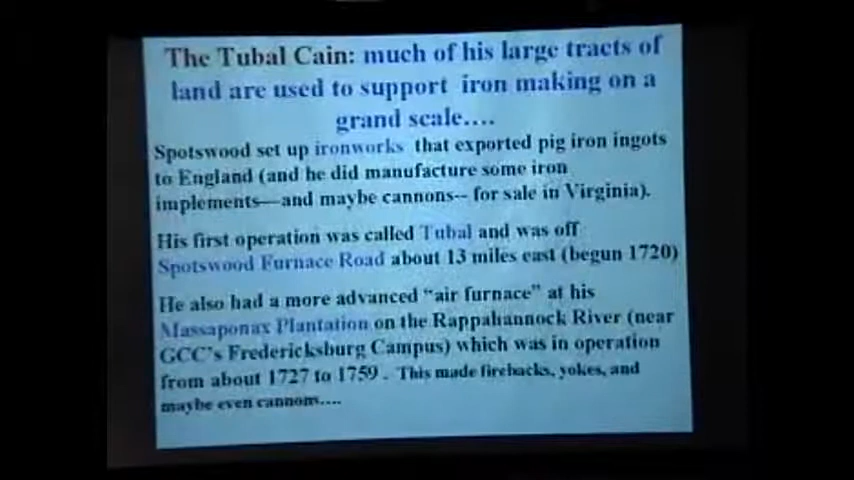 The Tubal Cain: much of his large tracts of
land are used to support iron making on a
grand scale….
Spotswood set up ironworks that exported pig iron ingots
to England (and he did manufacture some iron
implements—and maybe cannons-- for sale in Virginia).
His first operation was called Tubal and was off
Spotswood Furnace Road about 13 miles east (begun 1720)
He also had a more advanced “air furnace” at his
Massaponax Plantation on the Rappahannock River (near
GCC’s Fredericksburg Campus) which was in operation
from about 1727 to 1759 . This made firebacks, yokes, and
maybe even cannons….